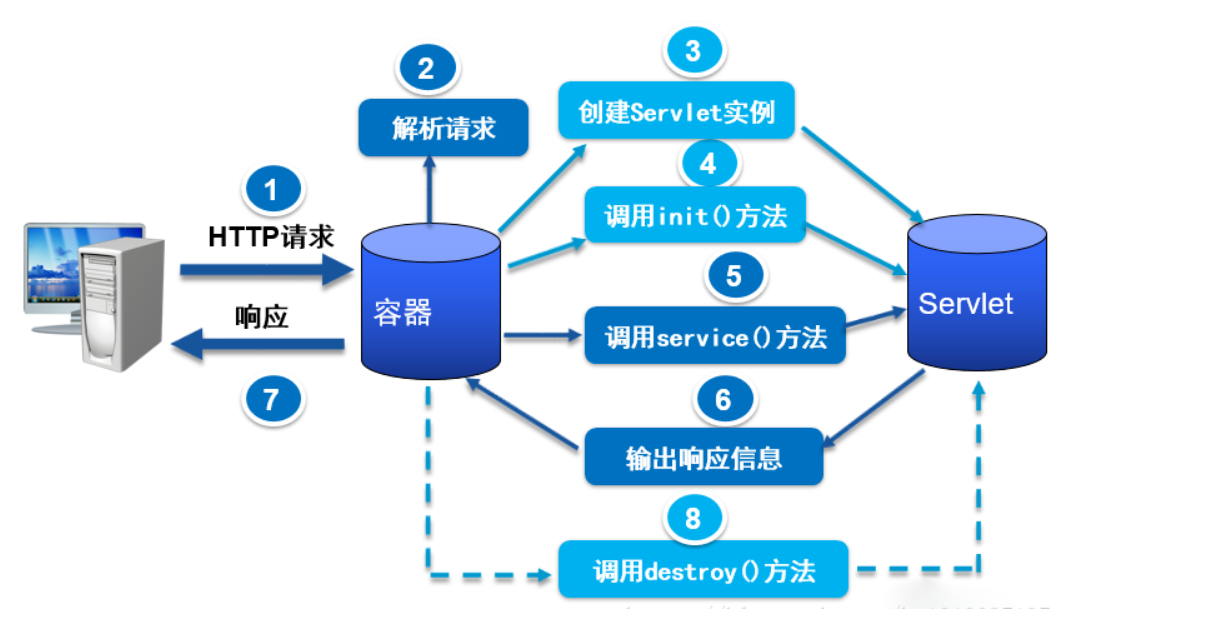 1
HTTP请求
2
解析请求
3
创建Servlet实例
4
调用init()方法
5
调用service()方法
6
输出响应信息
7
响应
8
调用destroy()方法
容器
Servlet